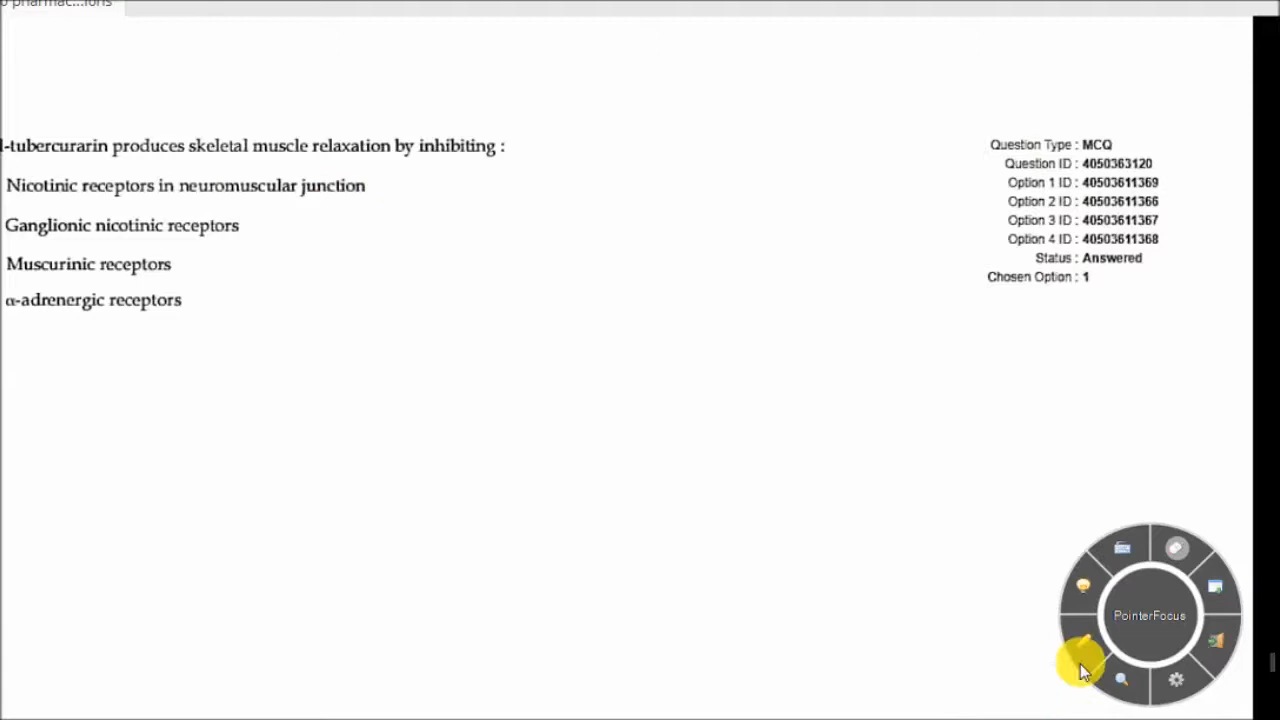 o pharmac...ions
-tubercurarin produces skeletal muscle relaxation by inhibiting :
Nicotinic receptors in neuromuscular junction
Ganglionic nicotinic receptors
Muscurinic receptors
α-adrenergic receptors
Question Type : MCQ
Question ID : 4050363120
Option 1 ID : 40503611369
Option 2 ID : 40503611366
Option 3 ID : 40503611367
Option 4 ID : 40503611368
Status : Answered
Chosen Option : 1
PointerFocus